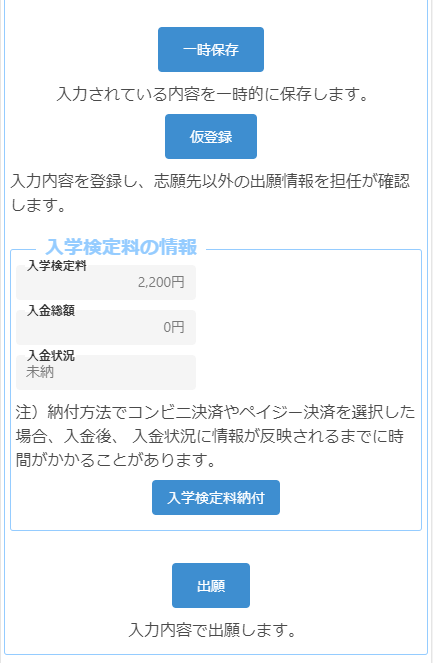 一時保存
入力されている内容を一時的に保存します。
仮登録
入力内容を登録し、志願先以外の出願情報を担任が確認
します。
入学検定料の情報
入学検定料
2,200円
入金総額
0円
入金状況
未納
注）納付方法でコンビニ決済やペイジー決済を選択した
場合、入金後、 入金状況に情報が反映されるまでに時
間がかかることがあります。
入学検定料納付
出願
入力内容で出願します。